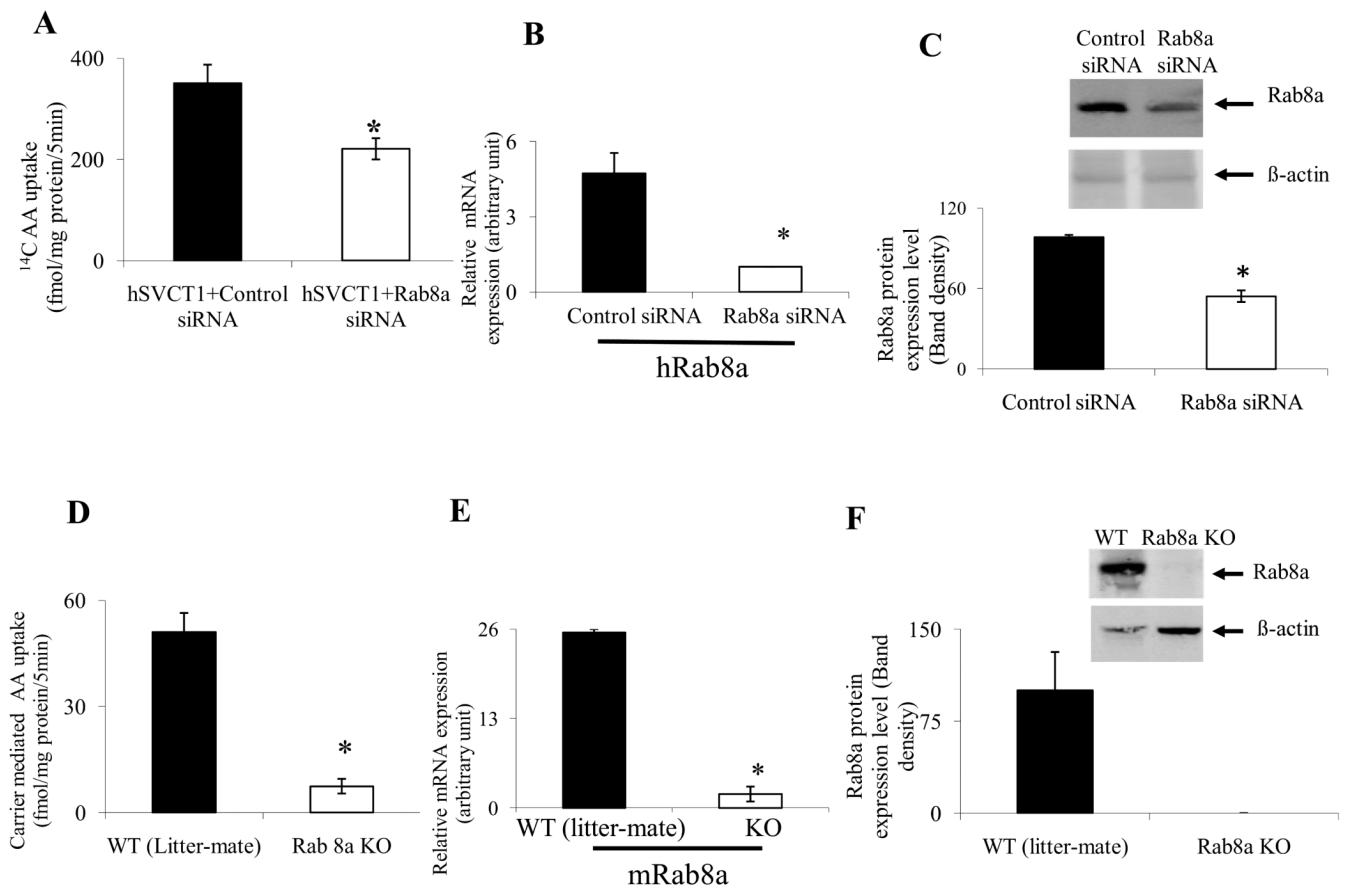 A
400
200
0
¹⁴C AA uptake
(fmol/mg protein/5min)
*
hSVCT1+Control
siRNA
hSVCT1+Rab8a
siRNA
B
6
3
0
Relative mRNA
expression (arbitrary unit)
*
Control siRNA
Rab8a siRNA
hRab8a
C
Control
siRNA
Rab8a
siRNA
Rab8a
ß-actin
120
60
0
Rab8a protein
expression level
(Band density)
*
Control siRNA
Rab8a siRNA
D
60
30
0
Carrier mediated AA uptake
(fmol/mg protein/5min)
*
WT (Litter-mate)
Rab 8a KO
E
26
13
0
Relative mRNA expression
(arbitrary unit)
*
WT (litter-mate)
KO
mRab8a
F
WT Rab8a KO
Rab8a
ß-actin
150
75
0
Rab8a protein
expression level (Band
density)
WT (litter-mate)
Rab8a KO